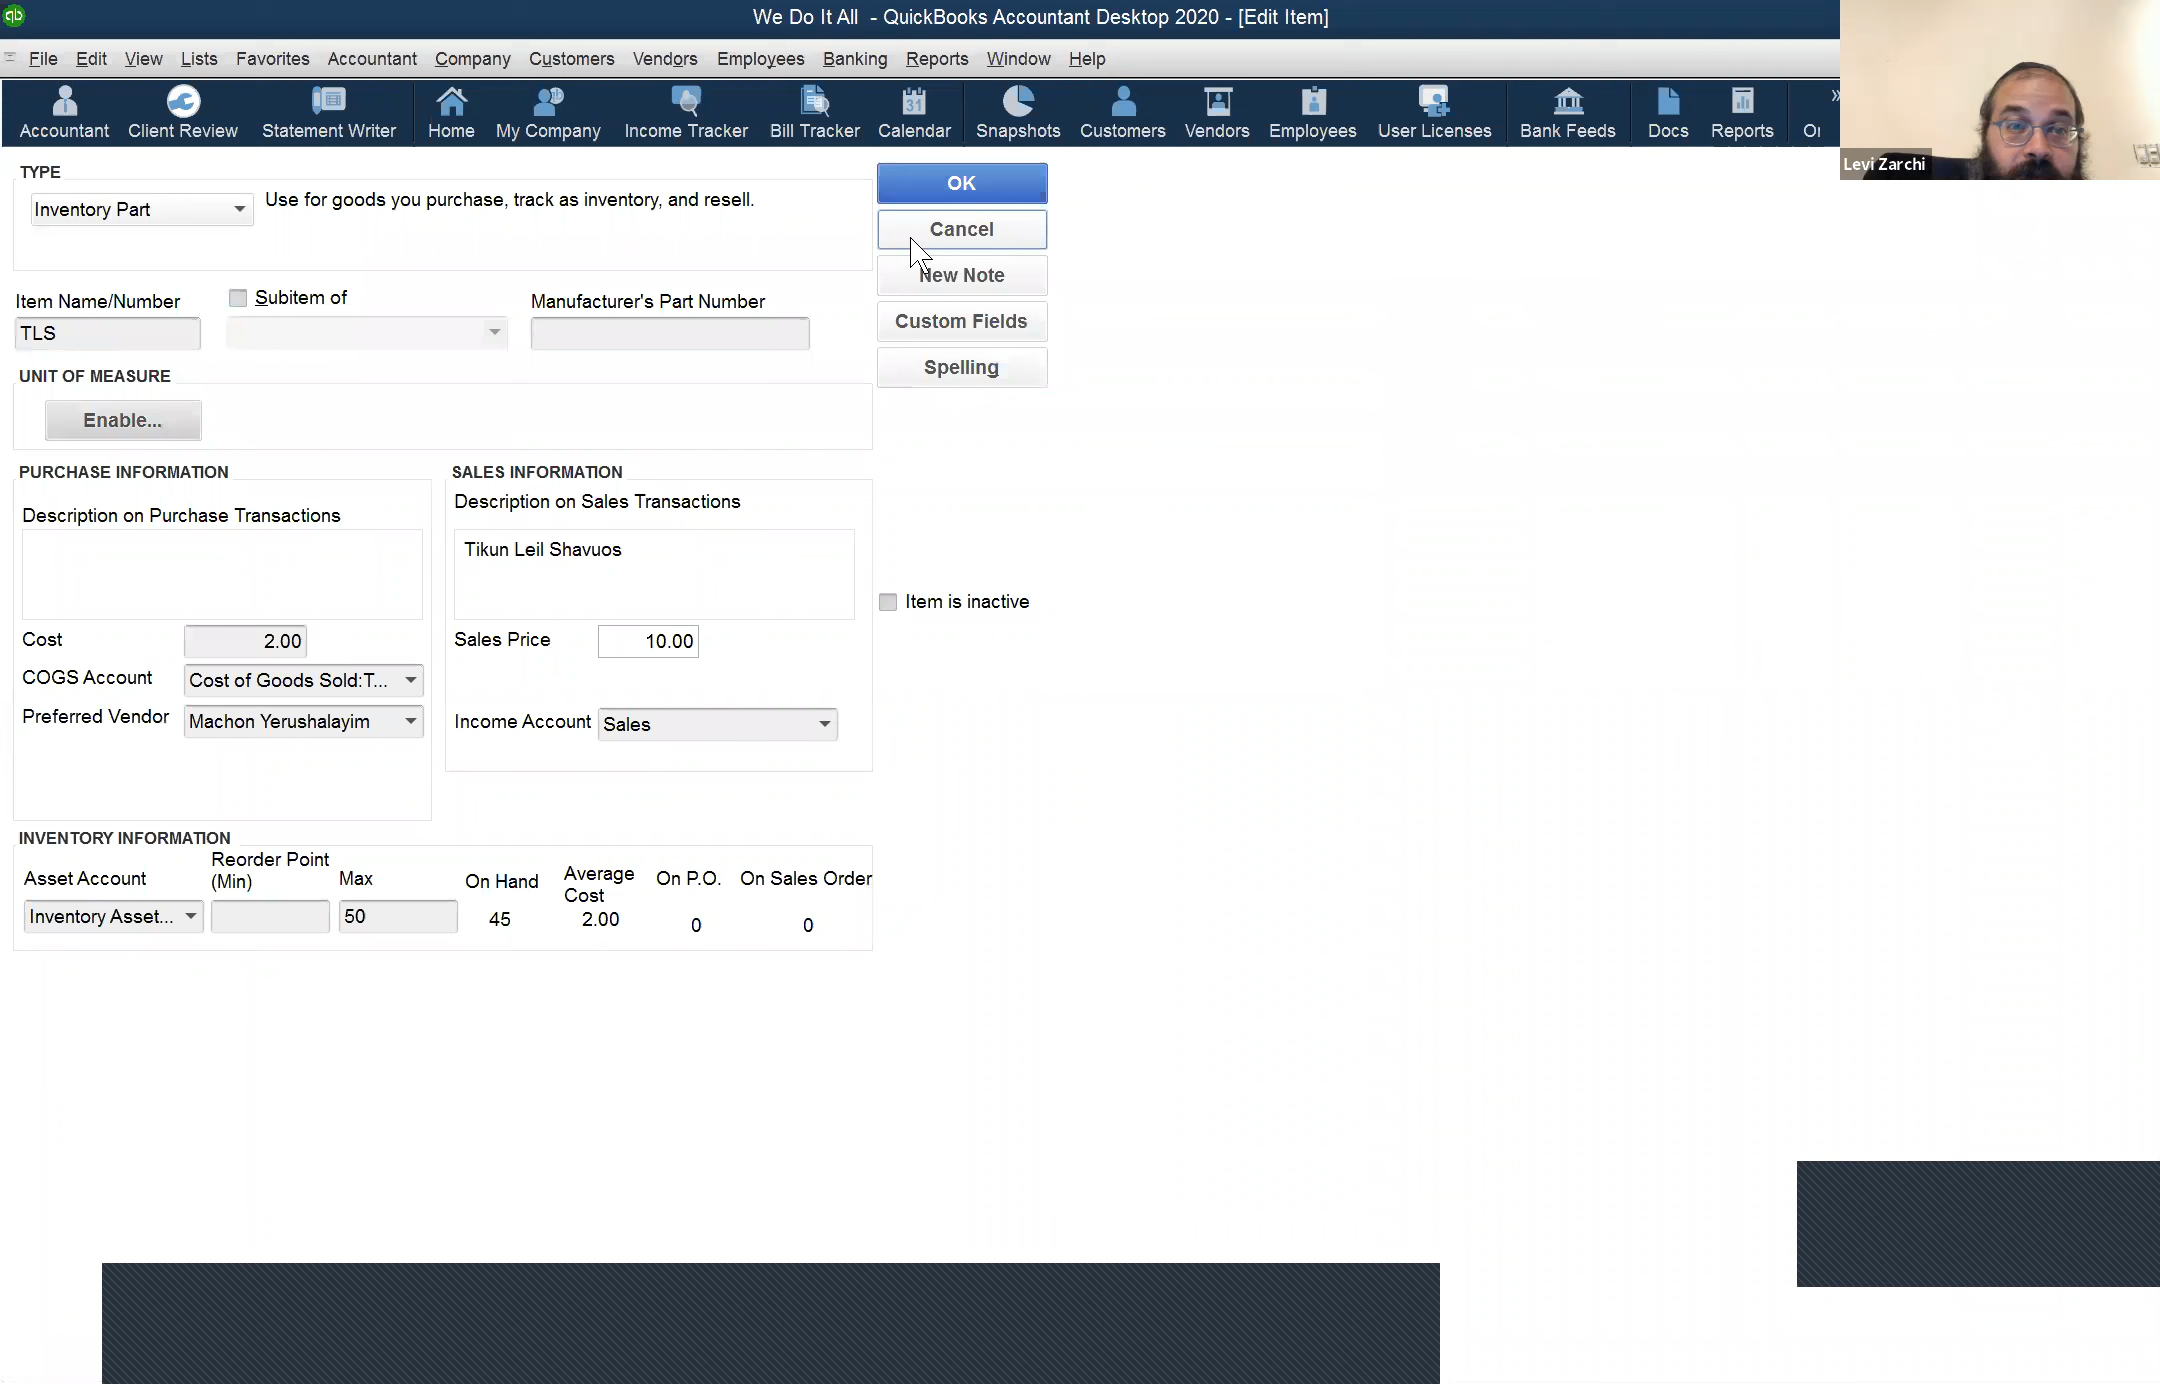 We Do It All - QuickBooks Accountant Desktop 2020 - [Edit Item]
File Edit View Lists Favorites Accountant Company Customers Vendors Employees Banking Reports Window Help
Accountant Client Review Statement Writer Home My Company Income Tracker Bill Tracker Calendar Snapshots Customers Vendors Employees User Licenses Bank Feeds Docs Reports
Levi Zarchi
TYPE
Inventory Part Use for goods you purchase, track as inventory, and resell.
OK
Cancel
New Note
Custom Fields
Spelling
Item Name/Number Subitem of Manufacturer's Part Number
TLS
UNIT OF MEASURE
Enable...
PURCHASE INFORMATION
Description on Purchase Transactions
Cost 2.00
COGS Account Cost of Goods Sold:T...
Preferred Vendor Machon Yerushalayim
SALES INFORMATION
Description on Sales Transactions
Tikun Leil Shavuos
Sales Price 10.00
Income Account Sales
Item is inactive
INVENTORY INFORMATION
Asset Account Reorder Point (Min) Max On Hand Average Cost On P.O. On Sales Order
Inventory Asset... 50 45 2.00 0 0